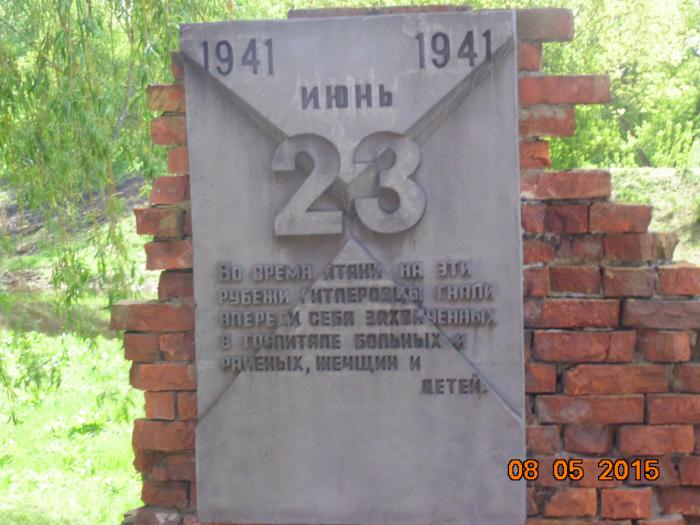 1941 1941
ИЮНЬ
23
ВО ВРЕМЯ АТАКИ НА ЭТИ
РУБЕЖИ ГИТЛЕРОВЦЫ ГНАЛИ
ВПЕРЕДИ СЕБЯ ЗАХВАЧЕННЫХ
В ГОСПИТАЛЕ БОЛЬНЫХ И
РАНЕНЫХ, ЖЕНЩИН И
ДЕТЕЙ.
08 05 2015